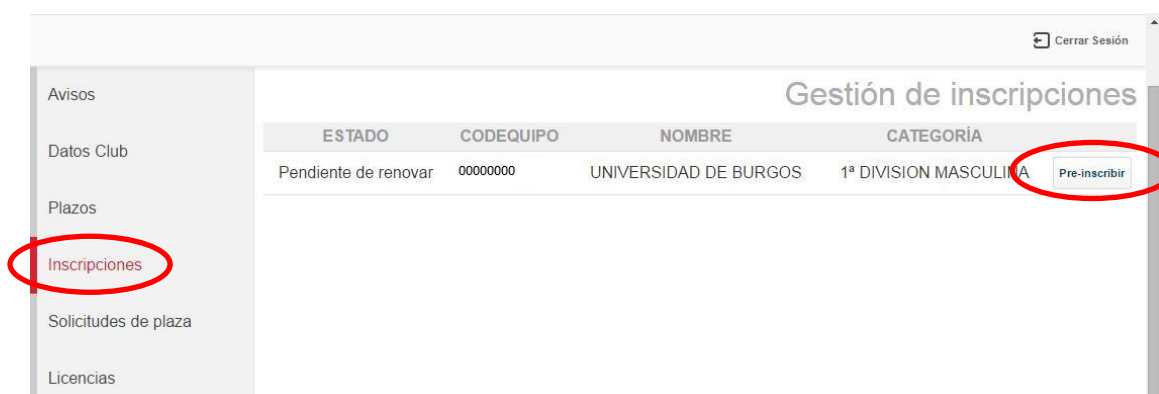 Cerrar Sesión
Gestión de inscripciones
Avisos
Datos Club
Plazos
Inscripciones
Solicitudes de plaza
Licencias
ESTADO CODEQUIPO NOMBRE CATEGORÍA
Pendiente de renovar 00000000 UNIVERSIDAD DE BURGOS 1ª DIVISION MASCULINA Pre-inscribir